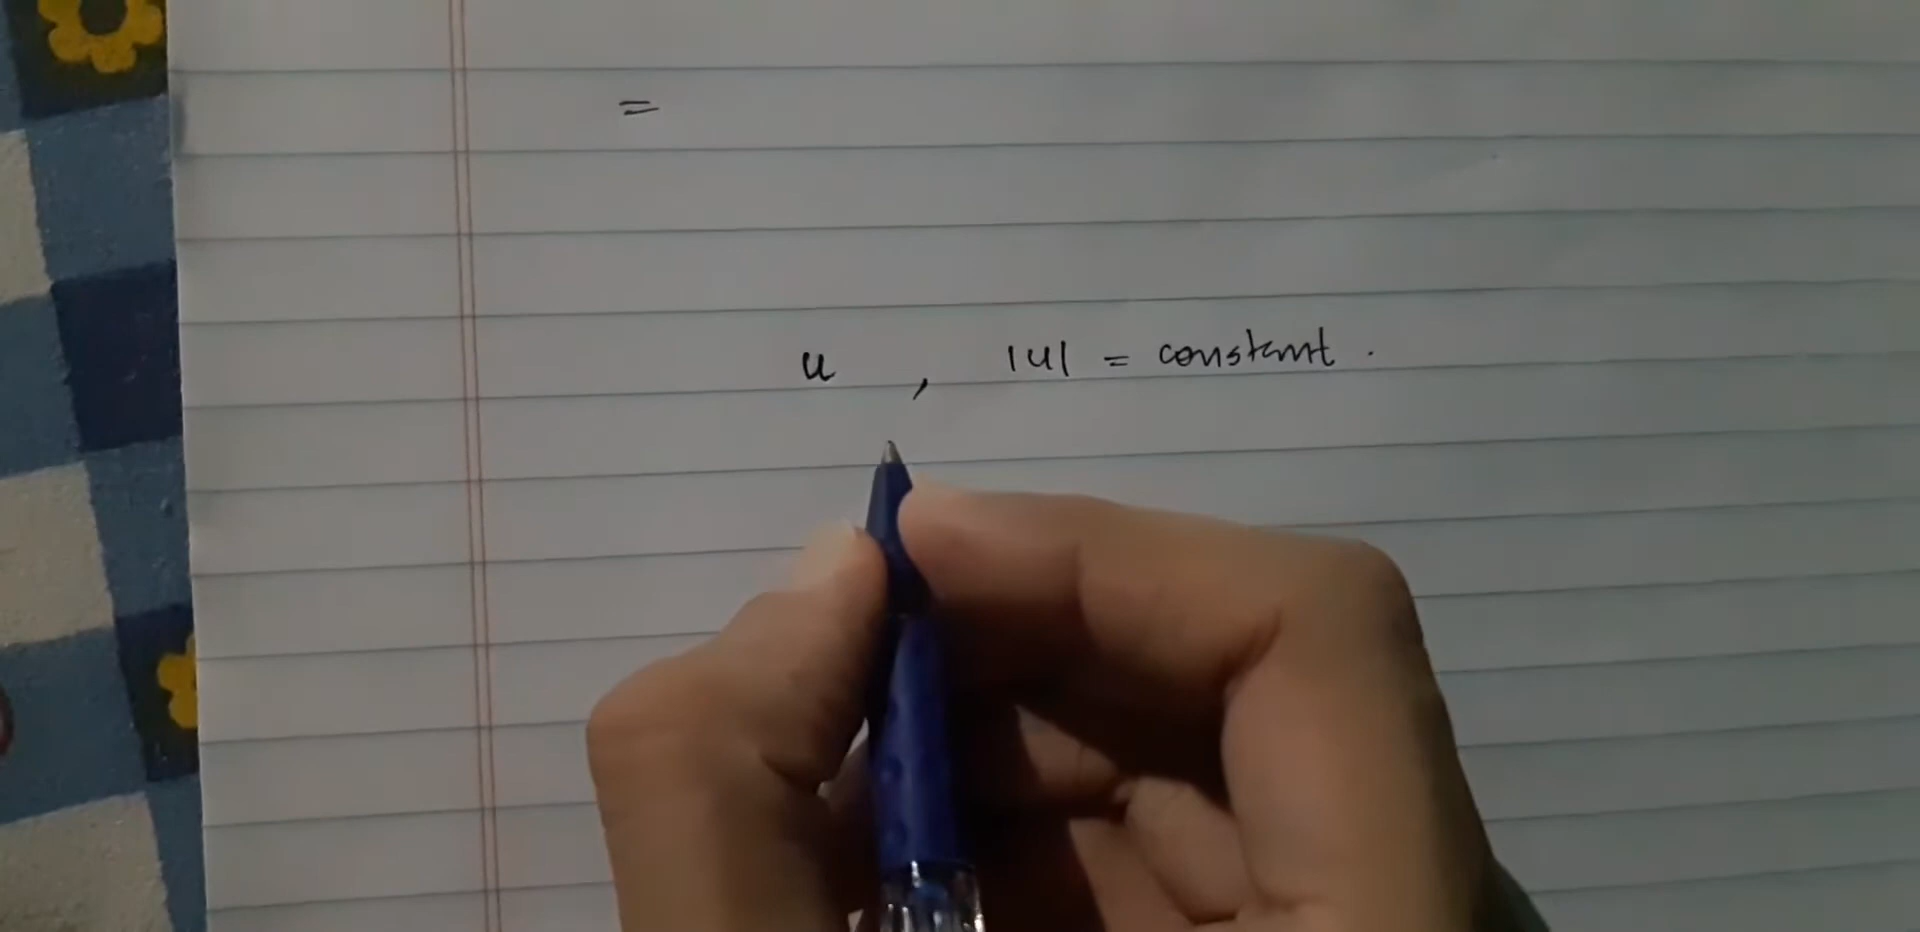 =
u , |u| = constant .